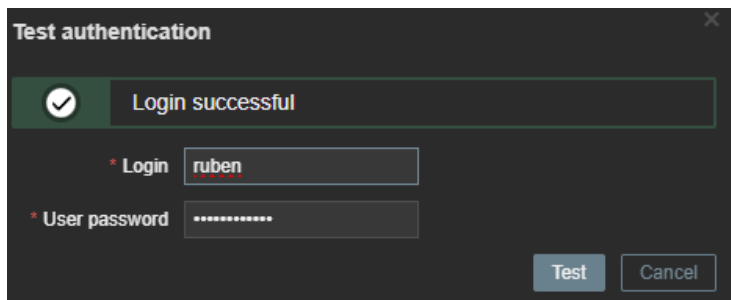 Test authentication
Login successful
* Login ruben
* User password ••••••••••••
Test Cancel